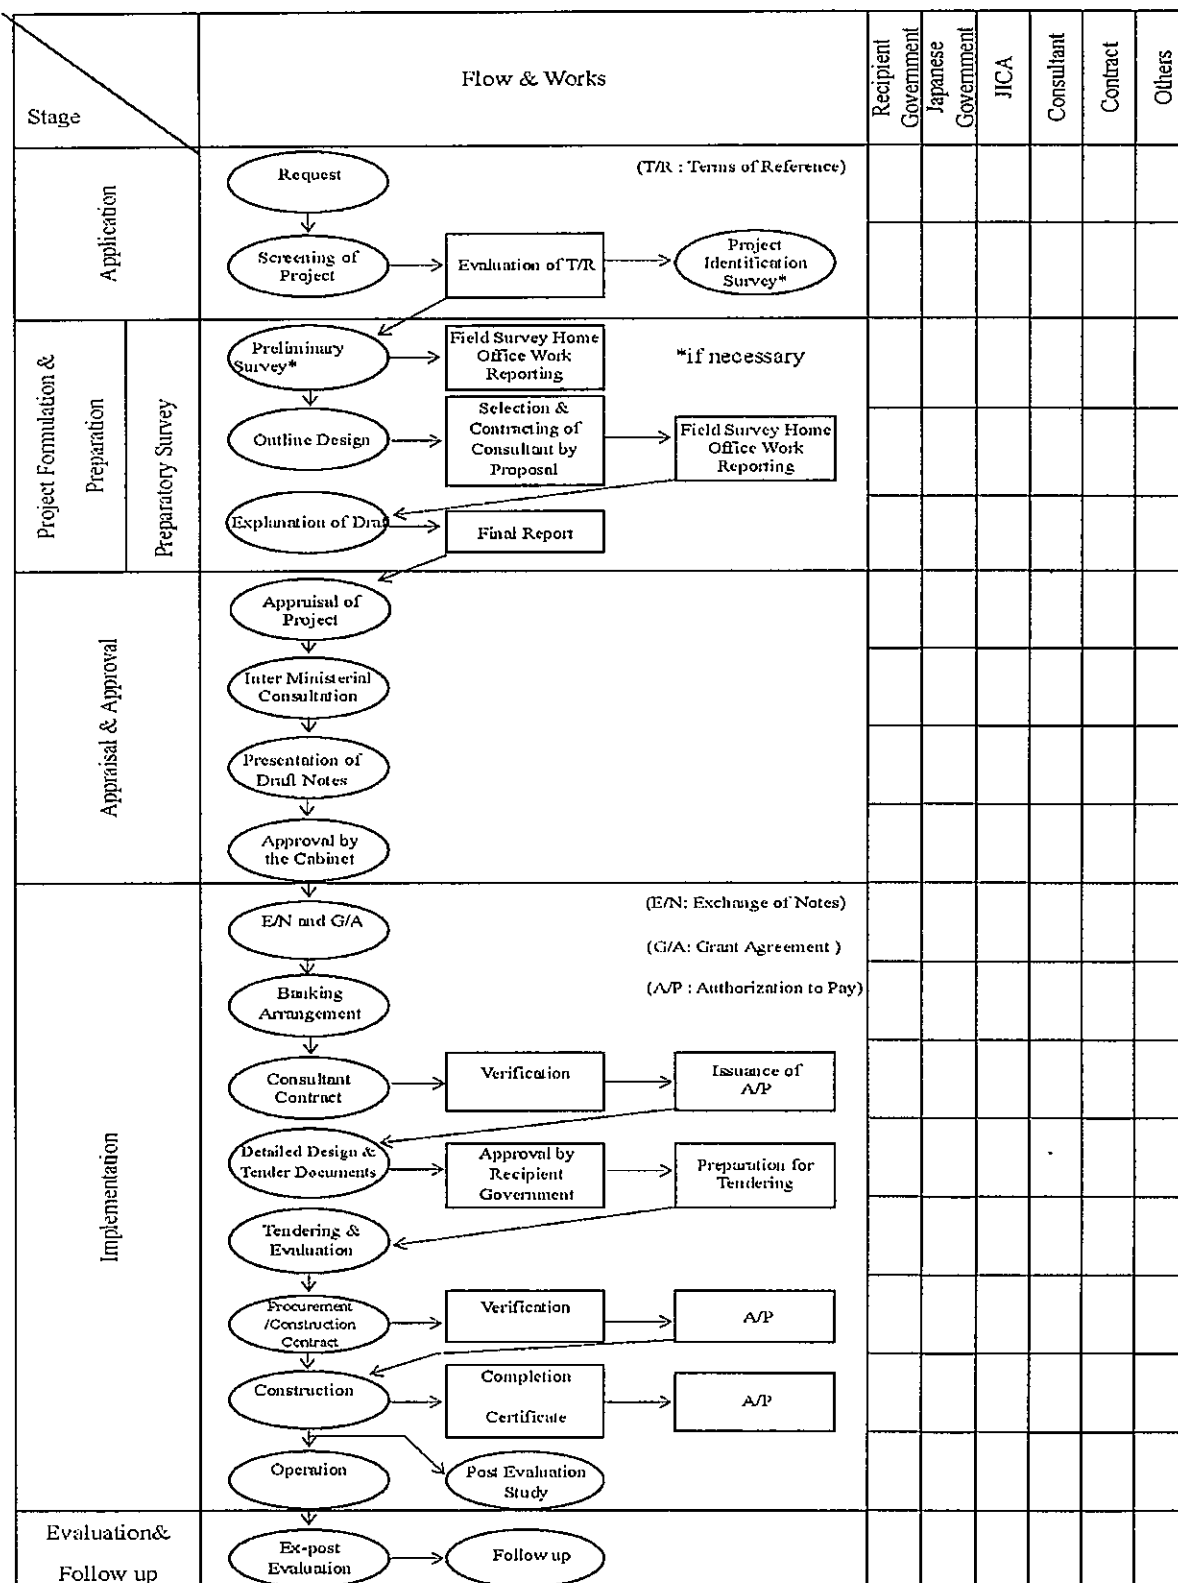 Stage
Flow & Works
Recipient
Government
Japanese
Government
JICA
Consultant
Contract
Others
Application
Request
(T/R : Terms of Reference)
Screening of
Project
Evaluation of T/R
Project
Identification
Survey*
Project Formulation &
Preparation
Preparatory Survey
Preliminary
Survey*
Field Survey Home
Office Work
Reporting
*if necessary
Outline Design
Selection &
Contracting of
Consultant by
Proposal
Field Survey Home
Office Work
Reporting
Explanation of Draf
Final Report
Appraisal & Approval
Appraisal of
Project
Inter Ministerial
Consultation
Presentation of
Draft Notes
Approval by
the Cabinet
Implementation
E/N and G/A
(E/N: Exchange of Notes)
(G/A: Grant Agreement )
(A/P : Authorization to Pay)
Banking
Arrangement
Consultant
Contract
Verification
Issuance of
A/P
Detailed Design &
Tender Documents
Approval by
Recipient
Government
Preparation for
Tendering
Tendering &
Evaluation
Procurement
/Construction
Contract
Verification
A/P
Construction
Completion
Certificate
A/P
Operation
Post Evaluation
Study
Evaluation&
Follow up
Ex-post
Evaluation
Follow up